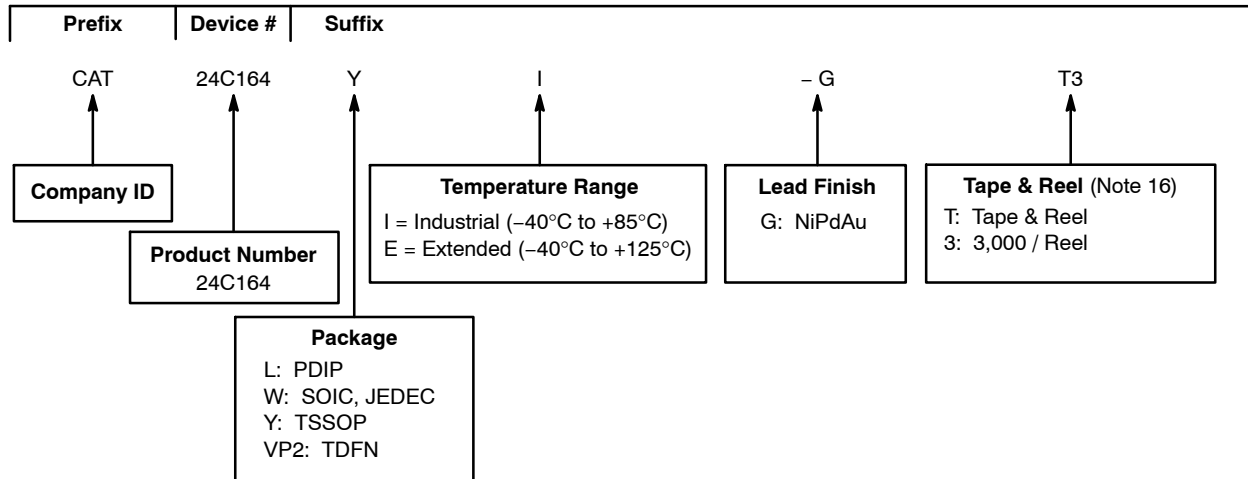 Prefix Device # Suffix
CAT 24C164 Y I – G T3
Company ID
Product Number
24C164
Package
L: PDIP
W: SOIC, JEDEC
Y: TSSOP
VP2: TDFN
Temperature Range
I = Industrial (−40°C to +85°C)
E = Extended (−40°C to +125°C)
Lead Finish
G: NiPdAu
Tape & Reel (Note 16)
T: Tape & Reel
3: 3,000 / Reel